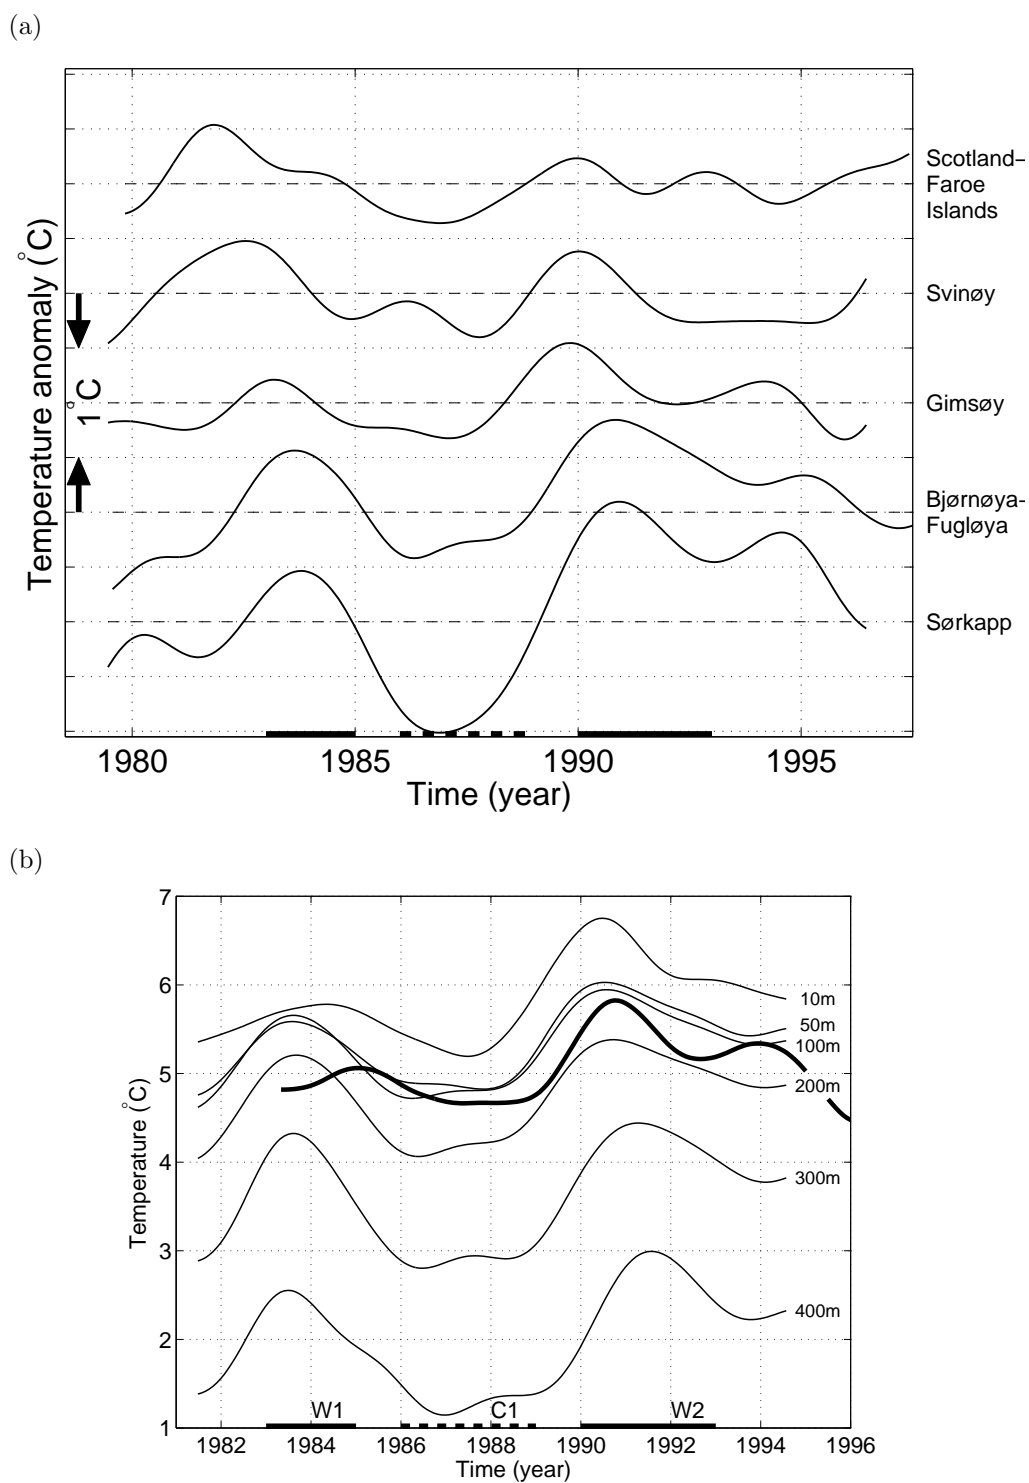 (a)
Temperature anomaly (°C)
1°C
Scotland–
Faroe
Islands
Svinøy
Gimsøy
Bjørnøya–
Fugløya
Sørkapp
1980 1985 1990 1995
Time (year)
(b)
Temperature (°C)
7
6
5
4
3
2
1
10m
50m
100m
200m
300m
400m
W1 C1 W2
1982 1984 1986 1988 1990 1992 1994 1996
Time (year)